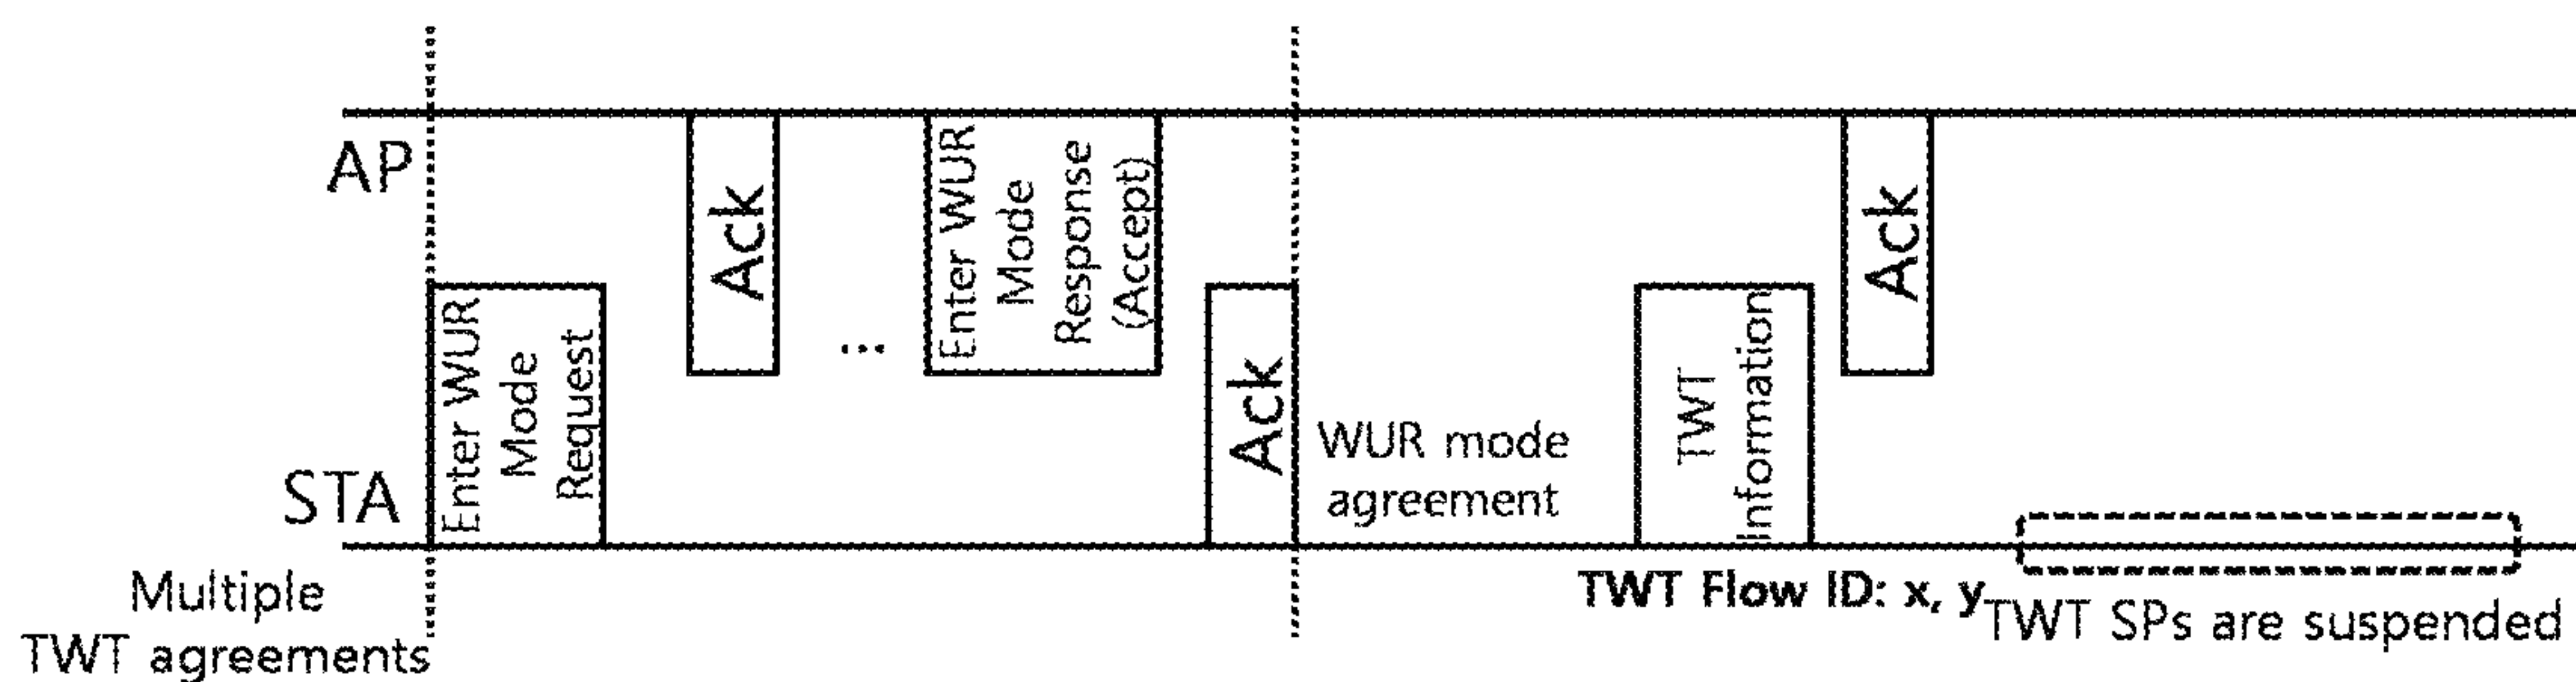 AP
Ack
Enter WUR
Mode
Response
(Accept)
Ack
STA
Enter WUR
Mode
Request
...
Ack
WUR mode
agreement
TWT
Information
Multiple
TWT agreements
TWT Flow ID: x, y
TWT SPs are suspended